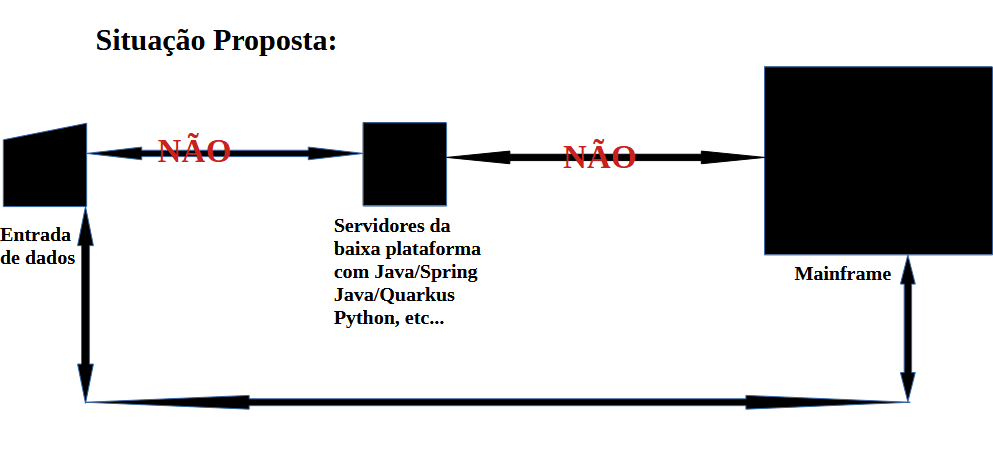 Situação Proposta:
NÃO
NÃO
Entrada
de dados
Servidores da
baixa plataforma
com Java/Spring
Java/Quarkus
Python, etc...
Mainframe